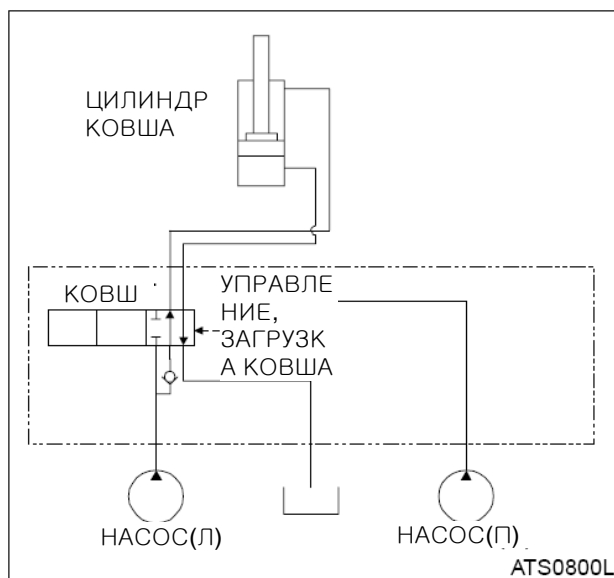 ЦИЛИНДР
КОВША
КОВШ
УПРАВЛЕ
НИЕ,
ЗАГРУЗК
А КОВША
НАСОС(Л)
НАСОС(П)
ATS0800L